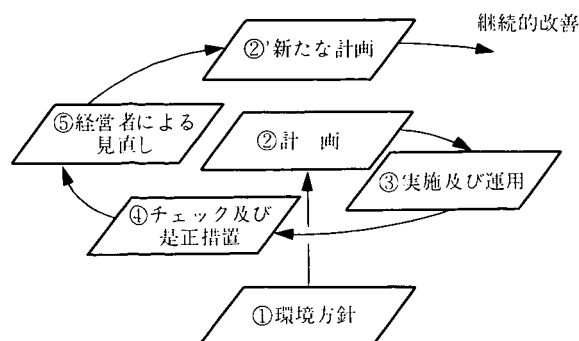 継続的改善
②'新たな計画
⑤経営者による
見直し
②計　画
③実施及び運用
④チェック及び
是正措置
①環境方針